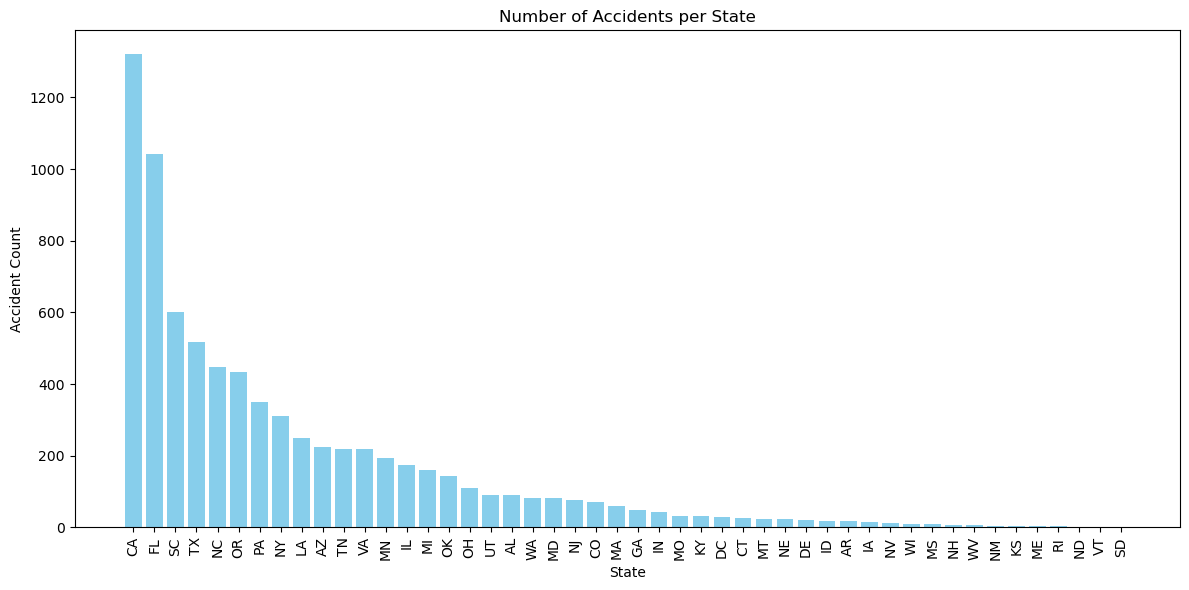 Number of Accidents per State
Accident Count
1200
1000
800
600
400
200
0
CA FL SC TX NC OR PA NY LA AZ TN VA MN IL MI OK OH UT AL WA MD NJ CO MA GA IN MO KY DC CT MT NE DE ID AR IA NV WI MS NH WV NM KS ME RI ND VT SD
State